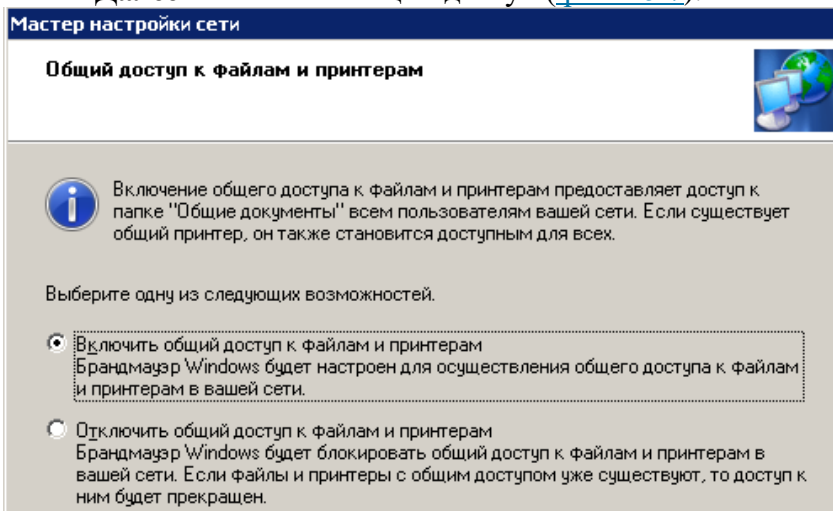 Мастер настройки сети
Общий доступ к файлам и принтерам
Включение общего доступа к файлам и принтерам предоставляет доступ к
папке "Общие документы" всем пользователям вашей сети. Если существует
общий принтер, он также становится доступным для всех.
Выберите одну из следующих возможностей.
Включить общий доступ к файлам и принтерам
Брандмауэр Windows будет настроен для осуществления общего доступа к файлам
и принтерам в вашей сети.
Отключить общий доступ к файлам и принтерам
Брандмауэр Windows будет блокировать общий доступ к файлам и принтерам в
вашей сети. Если файлы и принтеры с общим доступом уже существуют, то доступ к
ним будет прекращен.